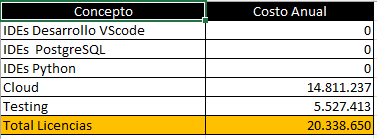 Concepto Costo Anual
IDEs Desarrollo VScode 0
IDEs PostgreSQL 0
IDEs Python 0
Cloud 14.811.237
Testing 5.527.413
Total Licencias 20.338.650